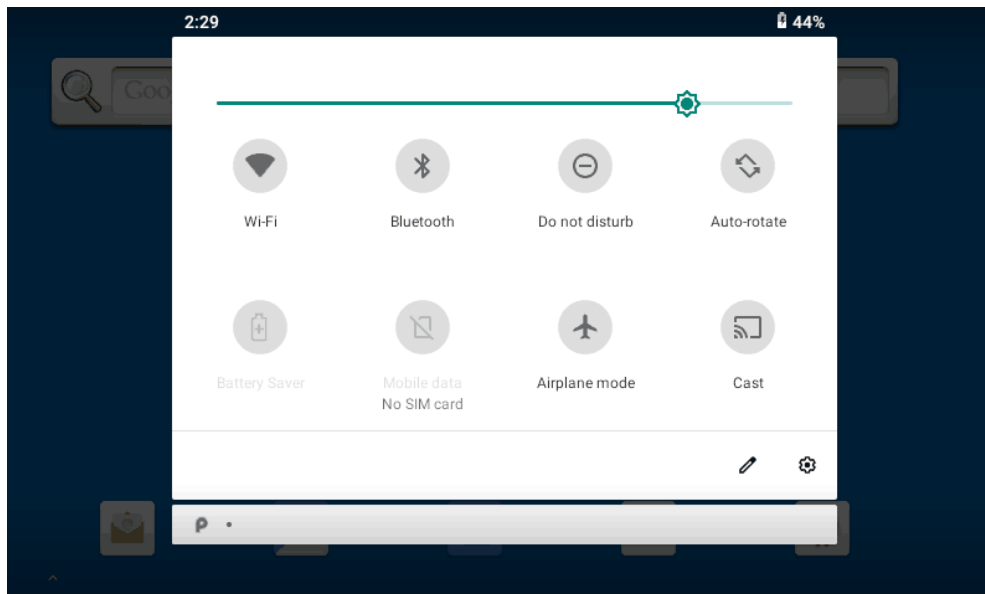 2:29 44%
Goo
Wi-Fi Bluetooth Do not disturb Auto-rotate
Battery Saver Mobile data Airplane mode Cast
No SIM card